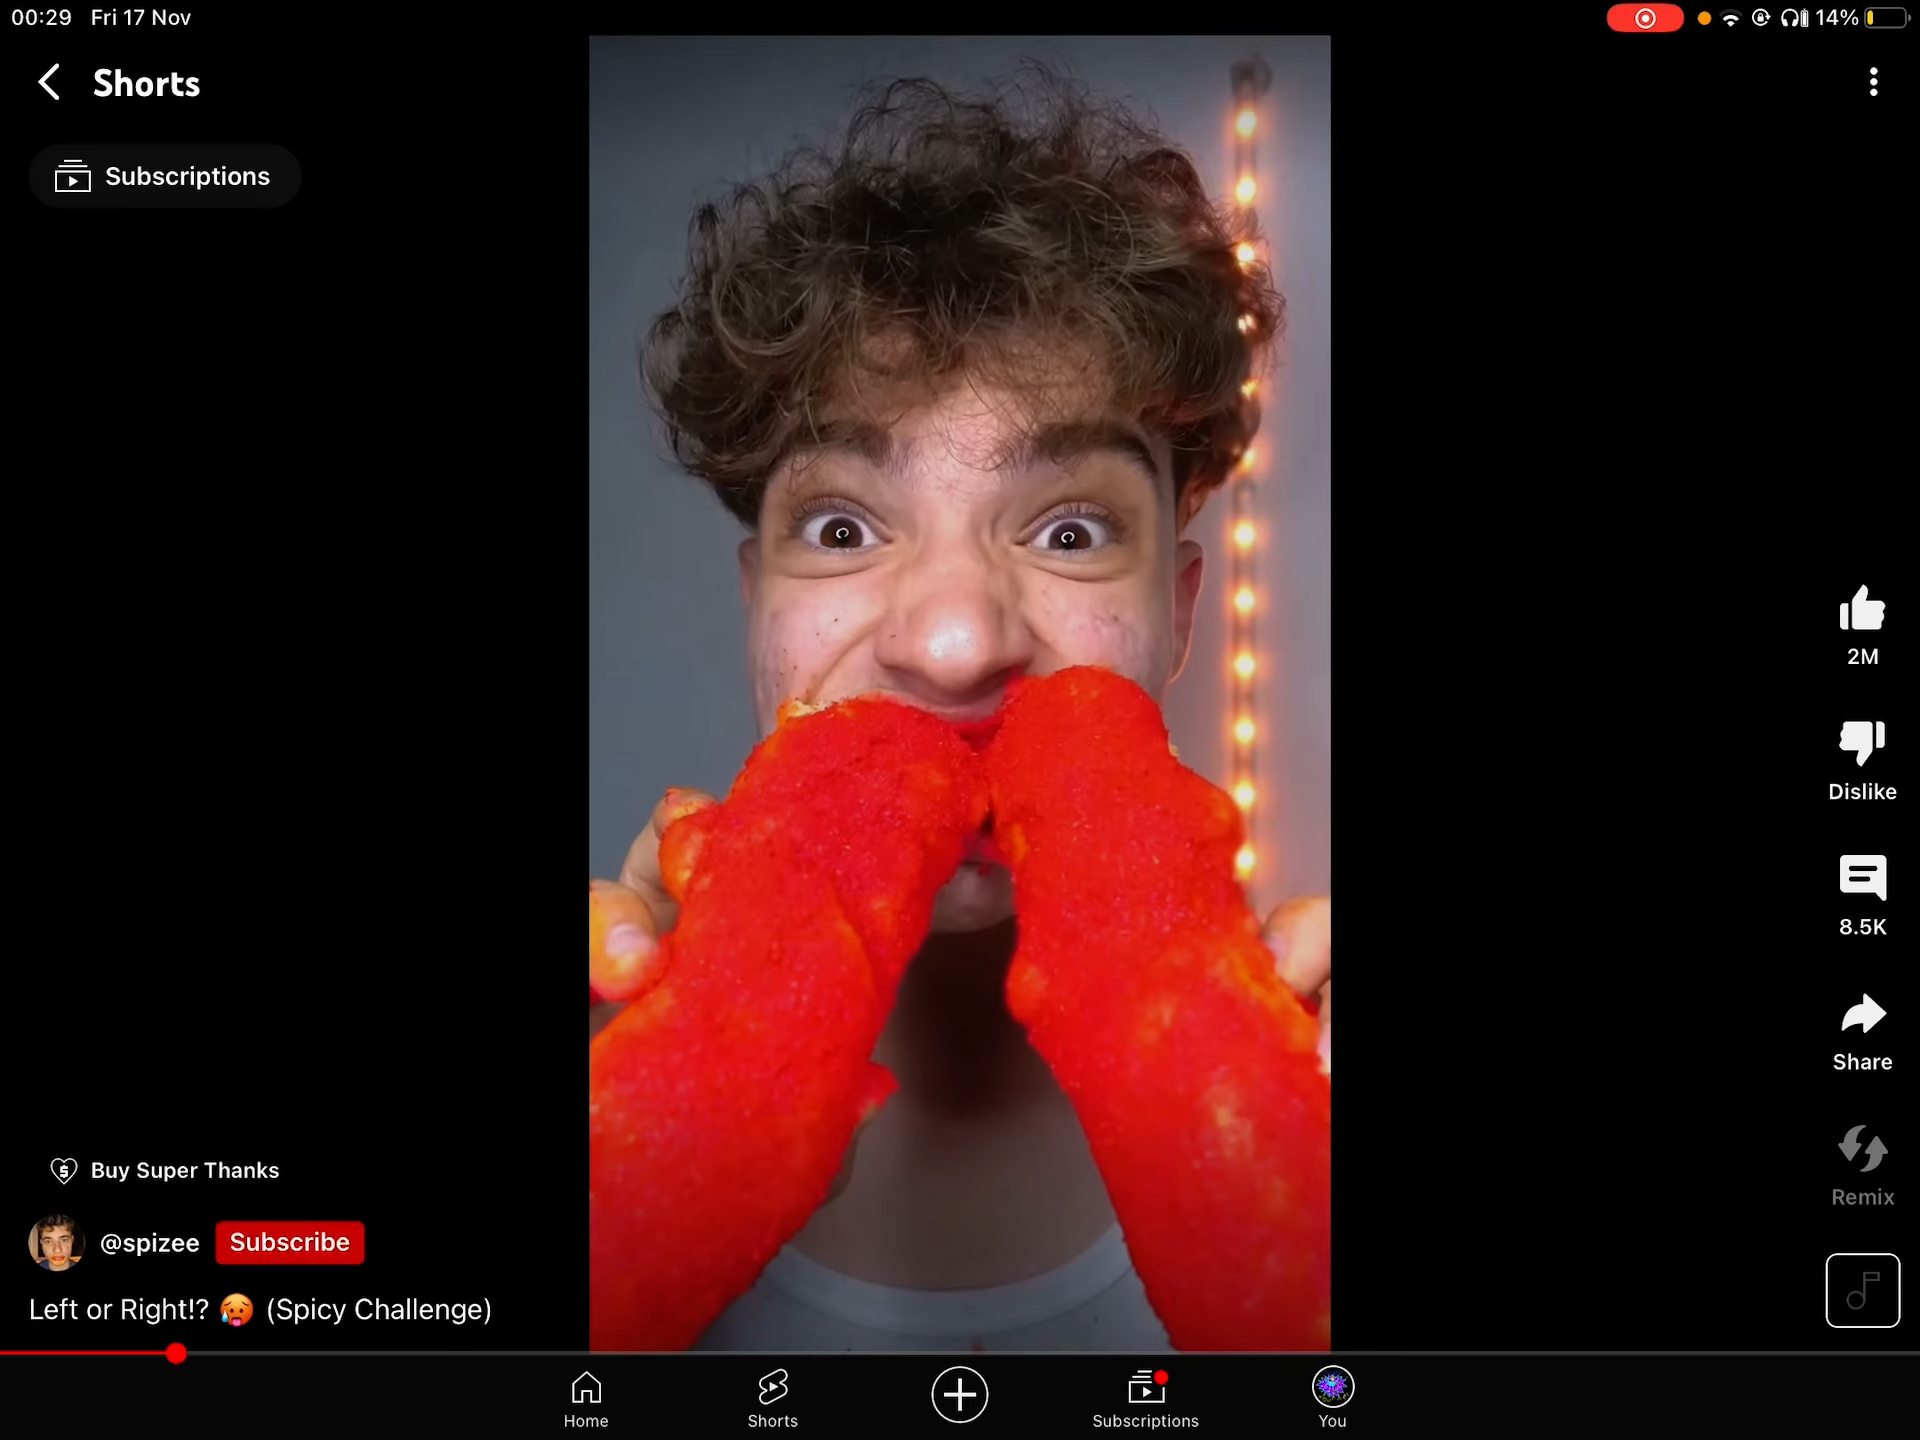 00:29 Fri 17 Nov
14%
Shorts
Subscriptions
2M
Dislike
8.5K
Share
Remix
Buy Super Thanks
@spizee Subscribe
Left or Right!? 🥵 (Spicy Challenge)
Home
Shorts
Subscriptions
You